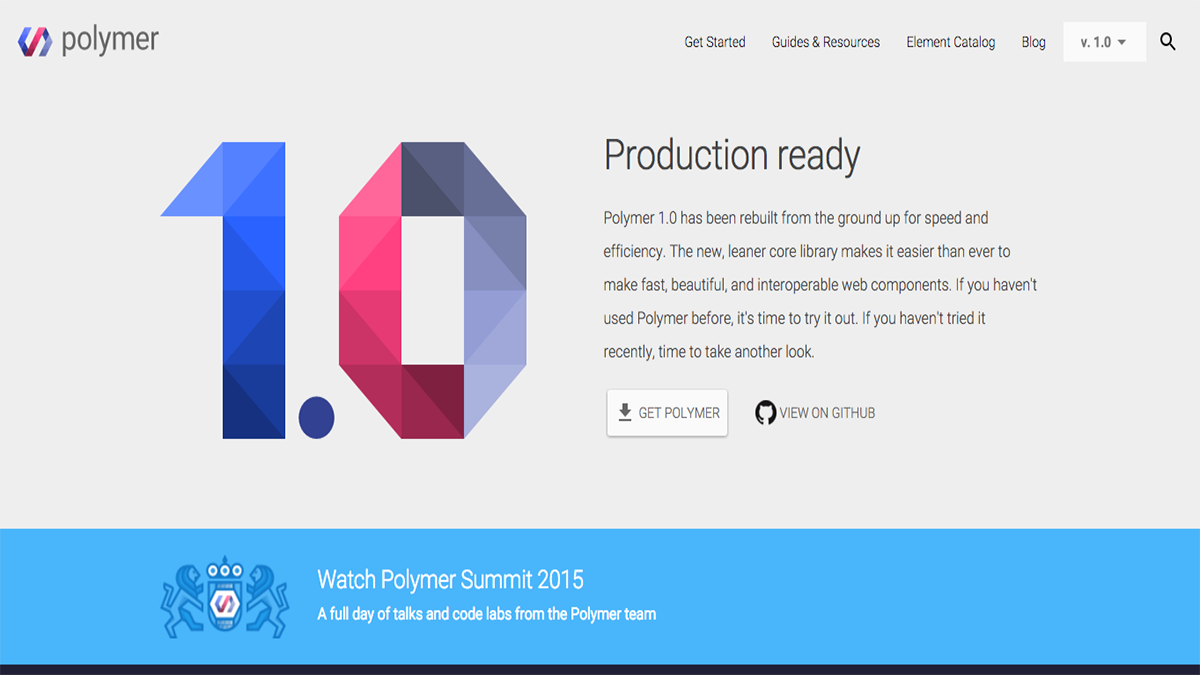 polymer
Get Started
Guides & Resources
Element Catalog
Blog
v. 1.0
1.0
Production ready
Polymer 1.0 has been rebuilt from the ground up for speed and
efficiency. The new, leaner core library makes it easier than ever to
make fast, beautiful, and interoperable web components. If you haven't
used Polymer before, it's time to try it out. If you haven't tried it
recently, time to take another look.
GET POLYMER
VIEW ON GITHUB
Watch Polymer Summit 2015
A full day of talks and code labs from the Polymer team